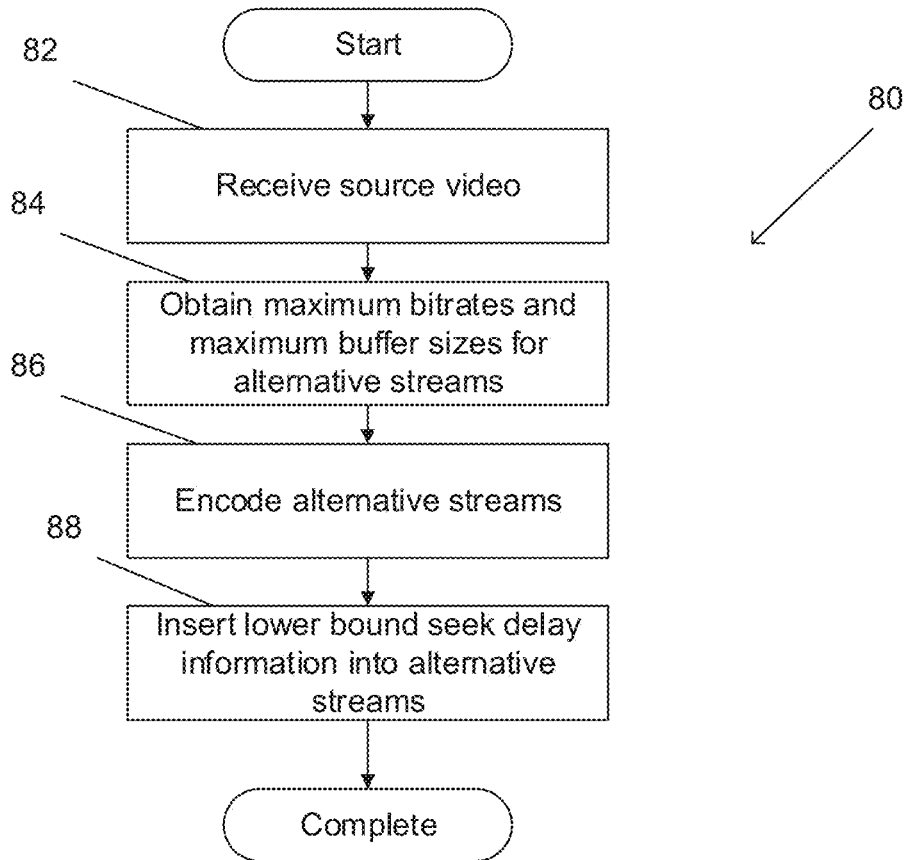 Start
82
80
Receive source video
84
Obtain maximum bitrates and
maximum buffer sizes for
alternative streams
86
Encode alternative streams
88
Insert lower bound seek delay
information into alternative
streams
Complete